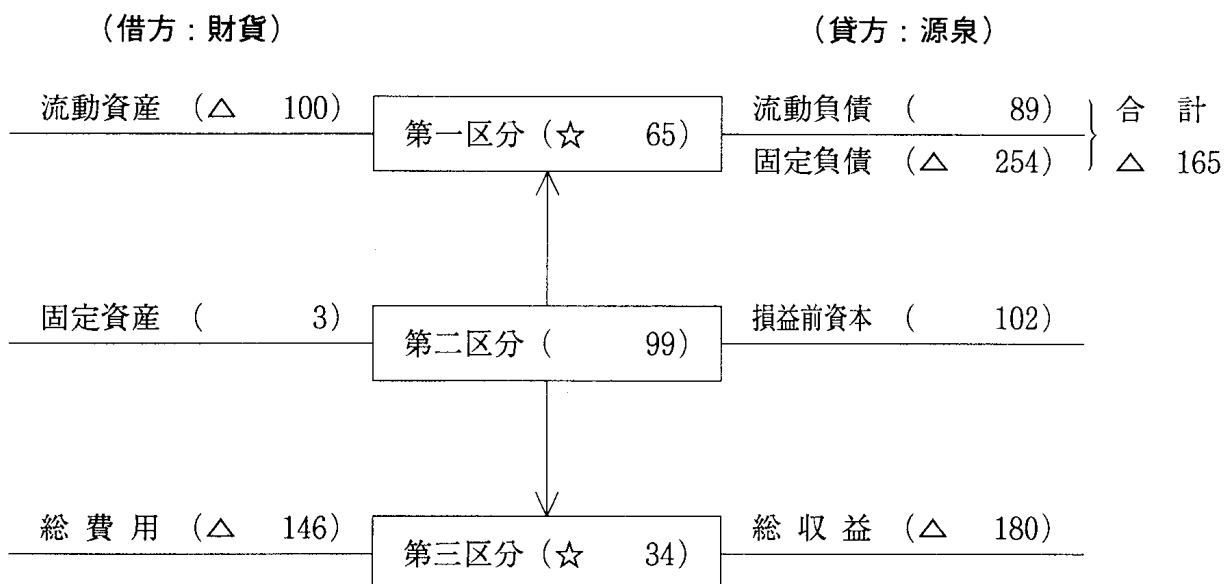 （借方：財貨） （貸方：源泉）
流動資産 （△ 100） 第一区分（☆ 65） 流動負債 （ 89） 合 計
固定負債 （△ 254） △ 165
固定資産 （ 3） 第二区分（ 99） 損益前資本 （ 102）
総 費 用 （△ 146） 第三区分（☆ 34） 総 収 益 （△ 180）